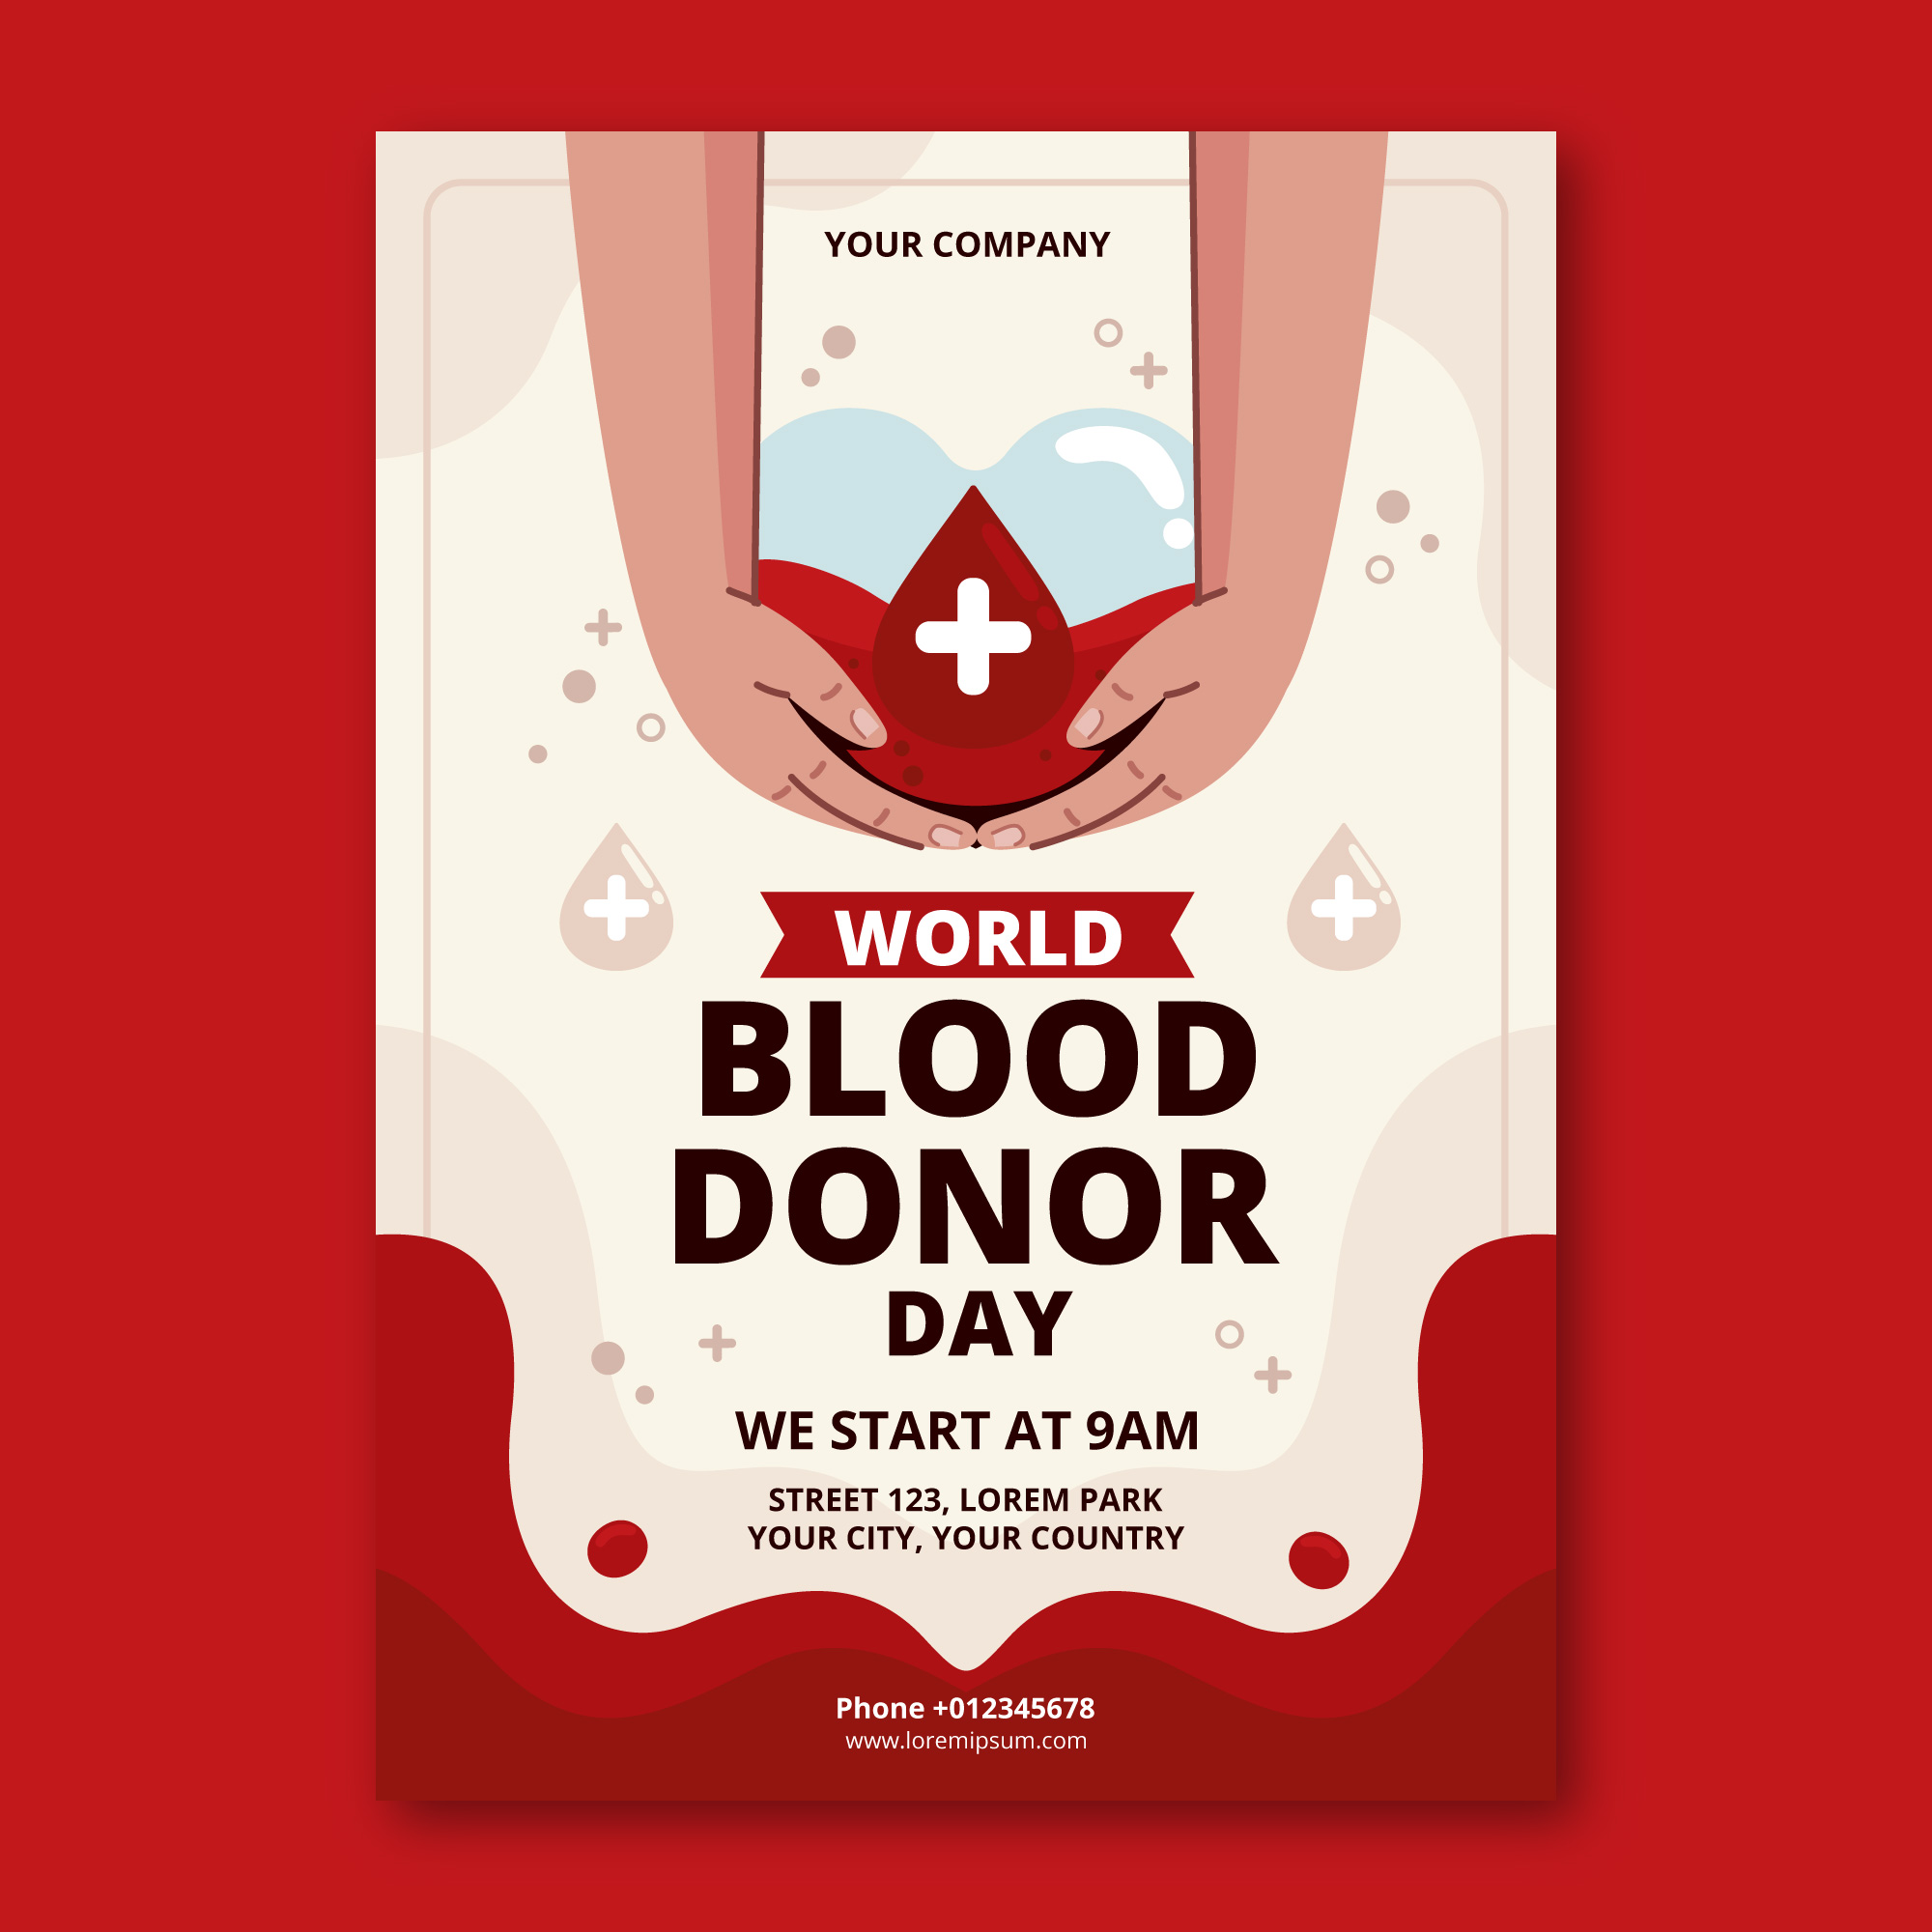 YOUR COMPANY
WORLD
BLOOD
DONOR
DAY
WE START AT 9AM
STREET 123, LOREM PARK
YOUR CITY, YOUR COUNTRY
Phone +012345678
www.loremipsum.com